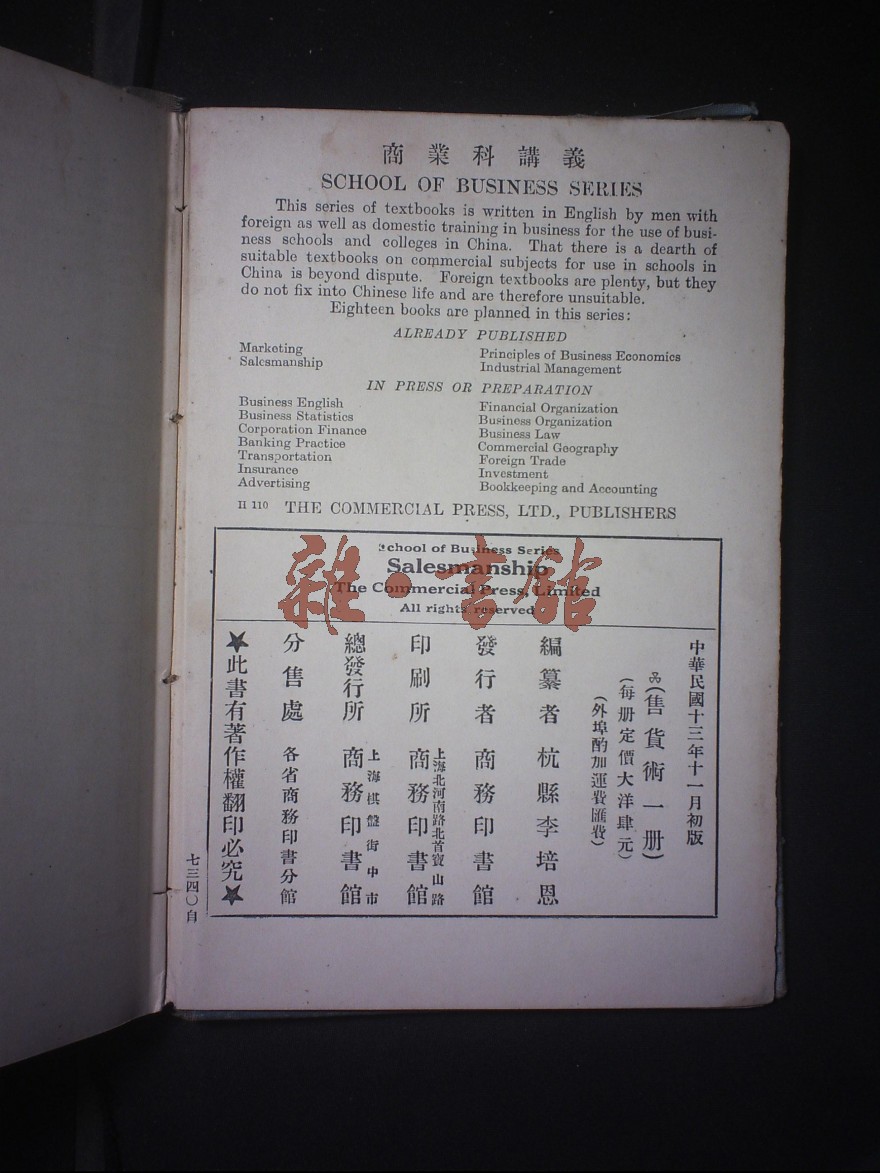 商業科講義
SCHOOL OF BUSINESS SERIES
This series of textbooks is written in English by men with
foreign as well as domestic training in business for the use of busi-
ness schools and colleges in China. That there is a dearth of
suitable textbooks on commercial subjects for use in schools in
China is beyond dispute. Foreign textbooks are plenty, but they
do not fix into Chinese life and are therefore unsuitable.
Eighteen books are planned in this series:
ALREADY PUBLISHED
Marketing
Salesmanship
Principles of Business Economics
Industrial Management
IN PRESS OR PREPARATION
Business English
Business Statistics
Corporation Finance
Banking Practice
Transportation
Insurance
Advertising
Financial Organization
Business Organization
Business Law
Commercial Geography
Foreign Trade
Investment
Bookkeeping and Accounting
H 110 THE COMMERCIAL PRESS, LTD., PUBLISHERS
School of Business Series
Salesmanship
The Commercial Press, Limited
All rights reserved
雜·書館
中華民國十三年十一月初版
(售貨術一册)
(每册定價大洋肆元)
(外埠酌加運費匯費)
編纂者 杭縣李培恩
發行者 商務印書館
印刷所 上海北河南路北首寶山路 商務印書館
總發行所 上海棋盤街中市 商務印書館
分售處 各省商務印書分館
★此書有著作權翻印必究★
七三四〇自